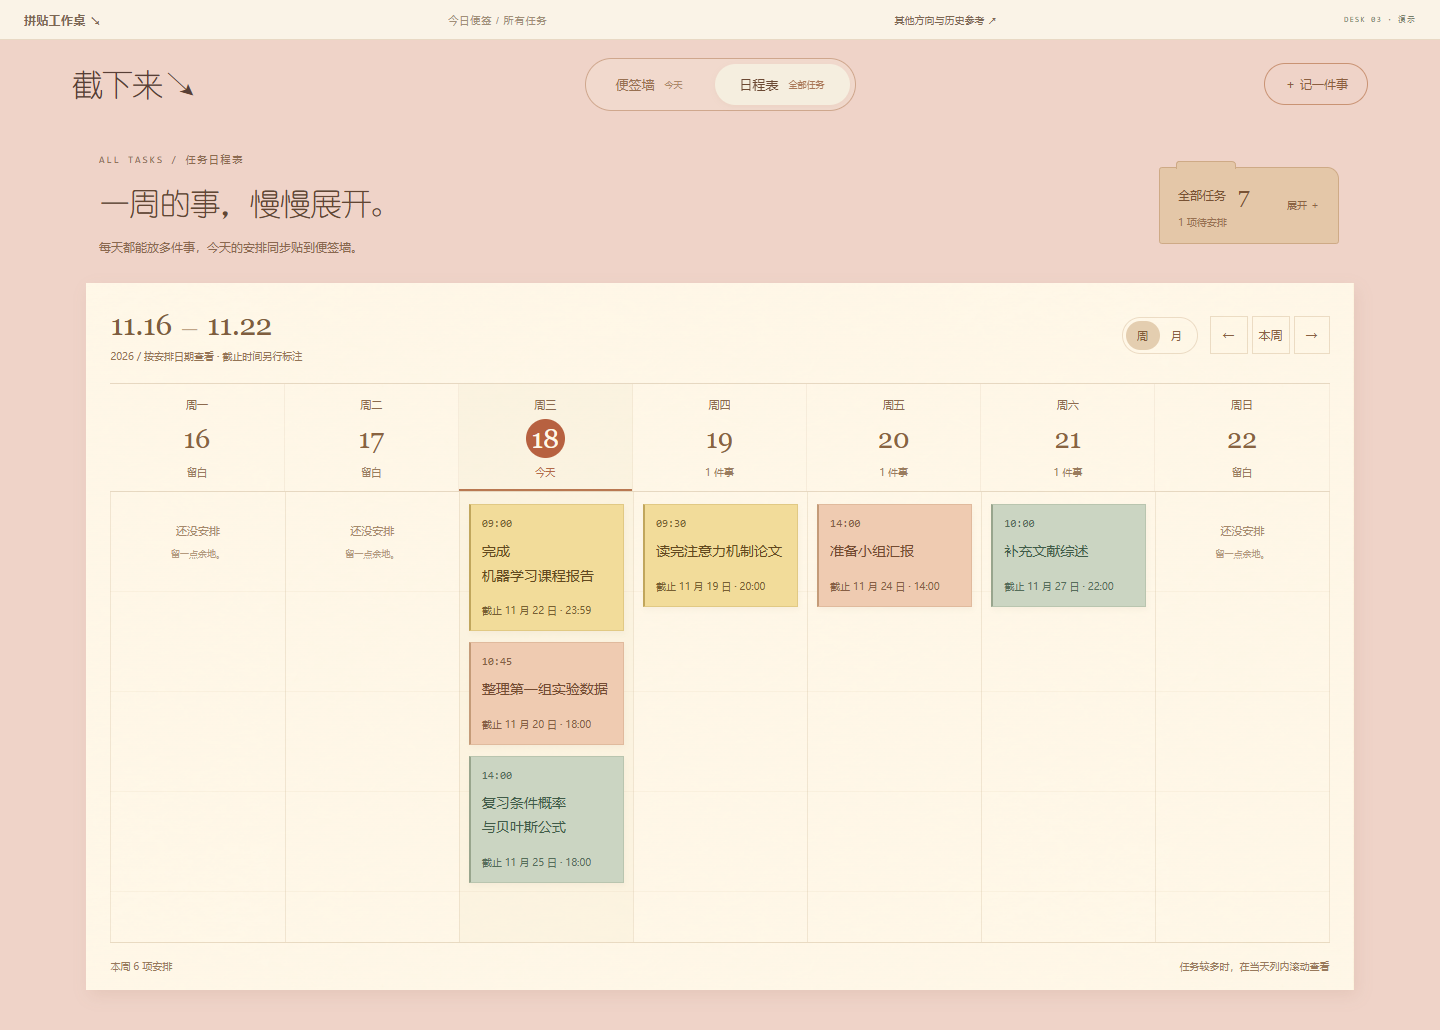 拼贴工作桌 ↘
今日便签 / 所有任务
其他方向与历史参考 ↗
DESK 03 · 演示
截下来↘
便签墙 今天
日程表 全部任务
+ 记一件事
ALL TASKS / 任务日程表
一周的事，慢慢展开。
每天都能放多件事，今天的安排同步贴到便签墙。
全部任务 7
1 项待安排
展开 +
11.16 — 11.22
2026 / 按安排日期查看 · 截止时间另行标注
周 月
← 本周 →
周一
16
留白
周二
17
留白
周三
18
今天
周四
19
1 件事
周五
20
1 件事
周六
21
1 件事
周日
22
留白
还没安排
留一点余地。
还没安排
留一点余地。
09:00
完成
机器学习课程报告
截止 11 月 22 日 · 23:59
10:45
整理第一组实验数据
截止 11 月 20 日 · 18:00
14:00
复习条件概率
与贝叶斯公式
截止 11 月 25 日 · 18:00
09:30
读完注意力机制论文
截止 11 月 19 日 · 20:00
14:00
准备小组汇报
截止 11 月 24 日 · 14:00
10:00
补充文献综述
截止 11 月 27 日 · 22:00
还没安排
留一点余地。
本周 6 项安排
任务较多时，在当天列内滚动查看